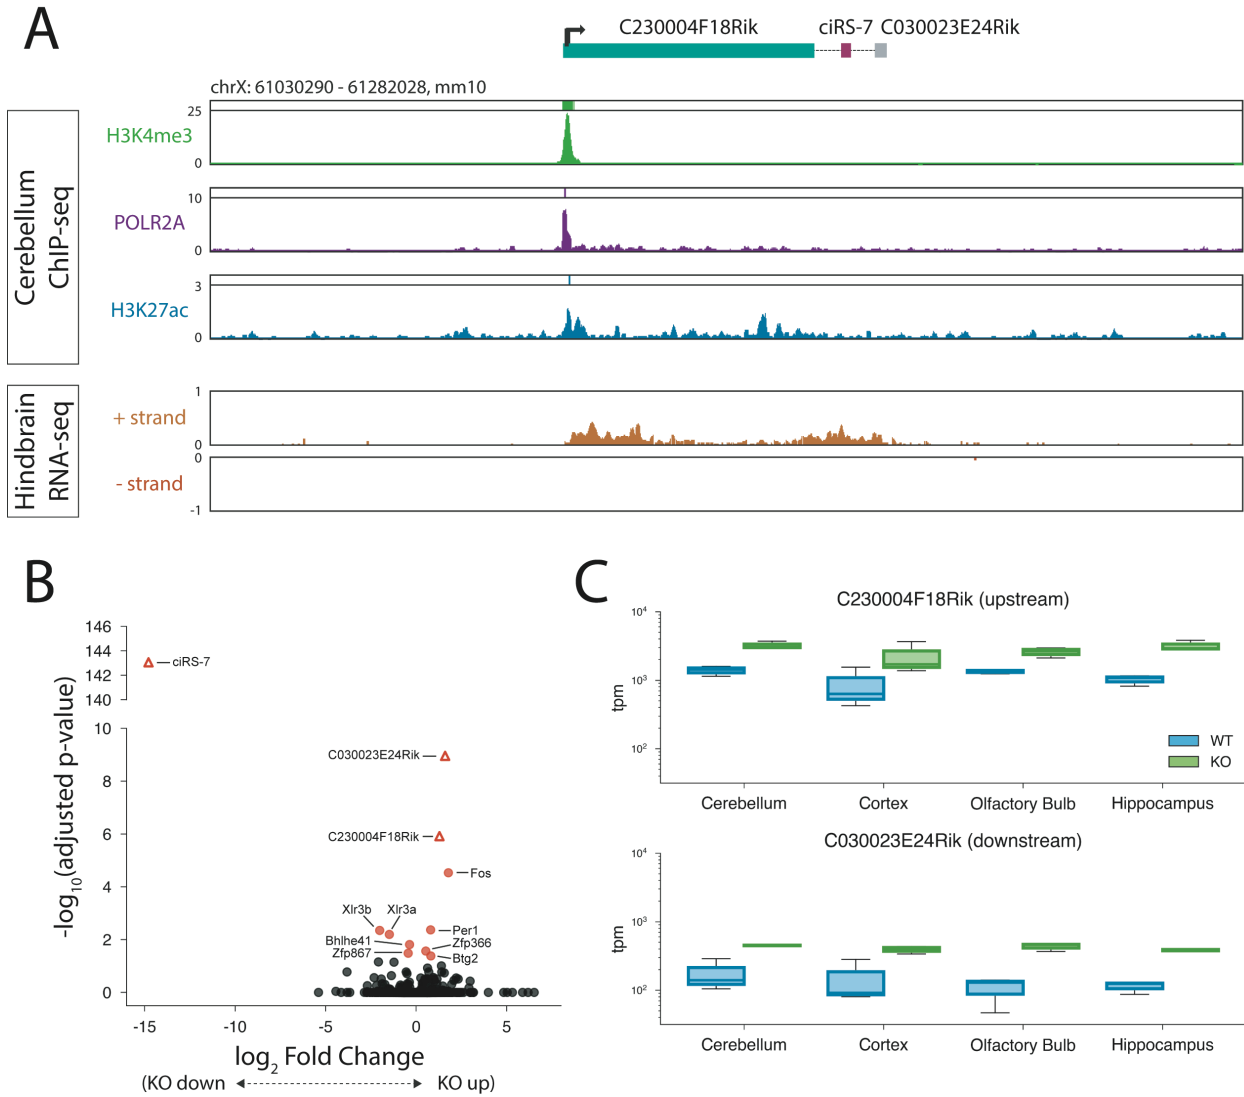 A
C230004F18Rik
ciRS-7
C030023E24Rik
chrX: 61030290 - 61282028, mm10
Cerebellum
ChIP-seq
H3K4me3
25
0
POLR2A
10
0
H3K27ac
3
0
Hindbrain
RNA-seq
+ strand
1
0
- strand
0
-1
B
-log10(adjusted p-value)
146
144
142
140
10
8
6
4
2
0
ciRS-7
C030023E24Rik
C230004F18Rik
Fos
Xlr3b
Xlr3a
Per1
Bhlhe41
Zfp366
Zfp867
Btg2
-15
-10
-5
0
5
log2 Fold Change
(KO down
KO up)
C
C230004F18Rik (upstream)
tpm
10^4
10^3
10^2
WT
KO
Cerebellum
Cortex
Olfactory Bulb
Hippocampus
C030023E24Rik (downstream)
tpm
10^4
10^3
10^2
Cerebellum
Cortex
Olfactory Bulb
Hippocampus